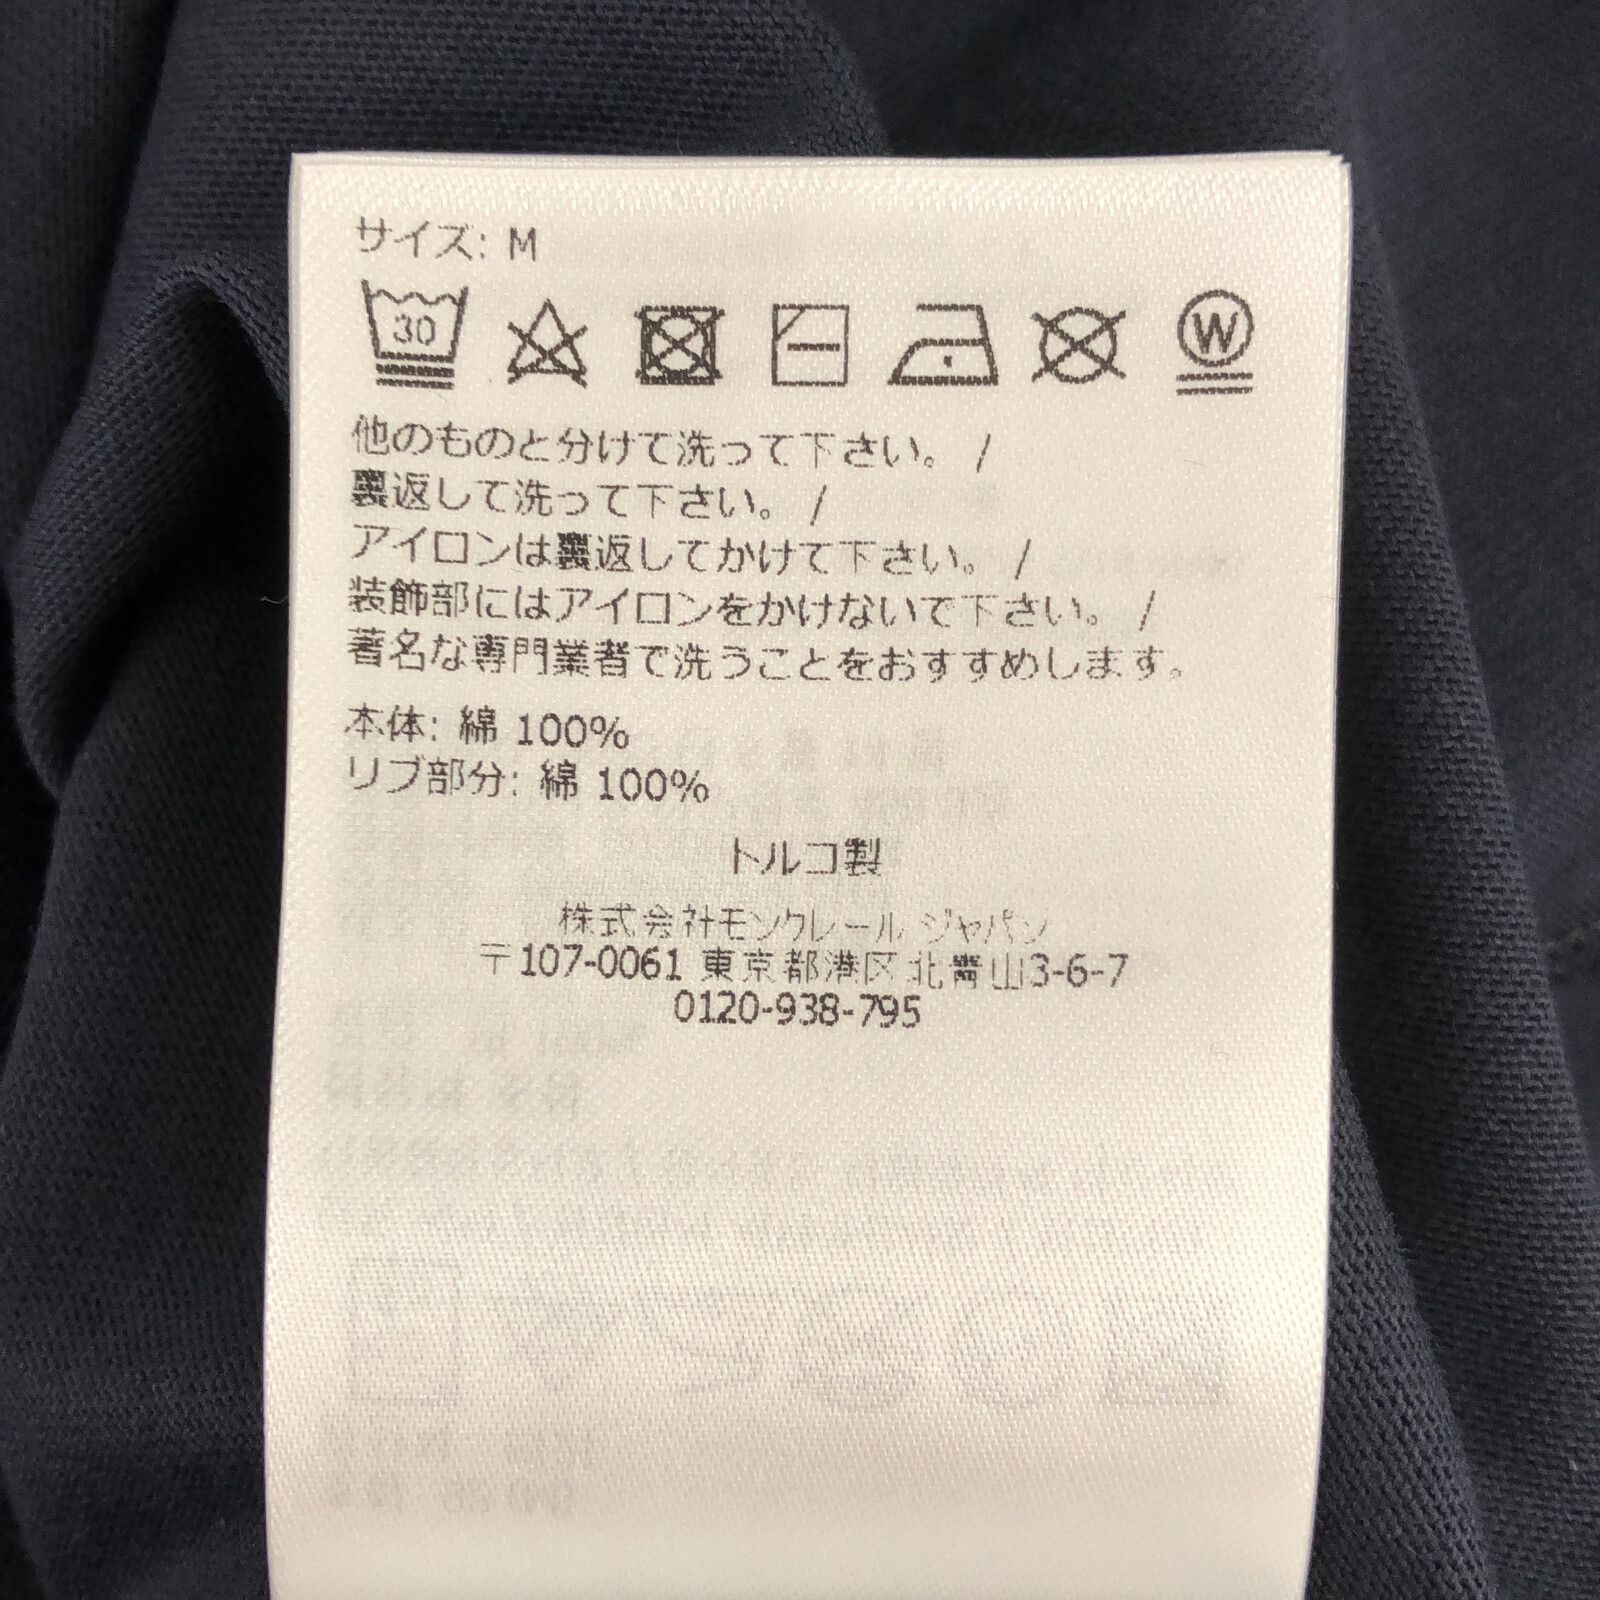 サイズ: M
30
W
他のものと分けて洗って下さい。 /
裏返して洗って下さい。 /
アイロンは裏返してかけて下さい。 /
装飾部にはアイロンをかけないで下さい。 /
著名な専門業者で洗うことをおすすめします。
本体: 綿 100%
リブ部分: 綿 100%
トルコ製
株式会社モンクレール ジャパン
〒107-0061 東京都港区北青山3-6-7
0120-938-795